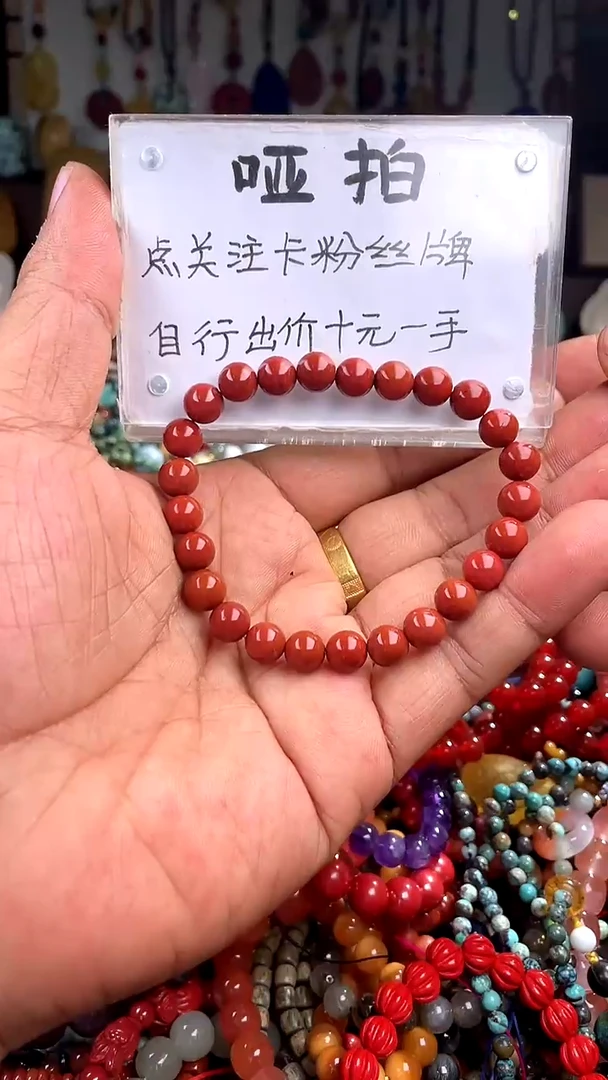 哑拍
点关注卡粉丝牌
自行出价十元一手